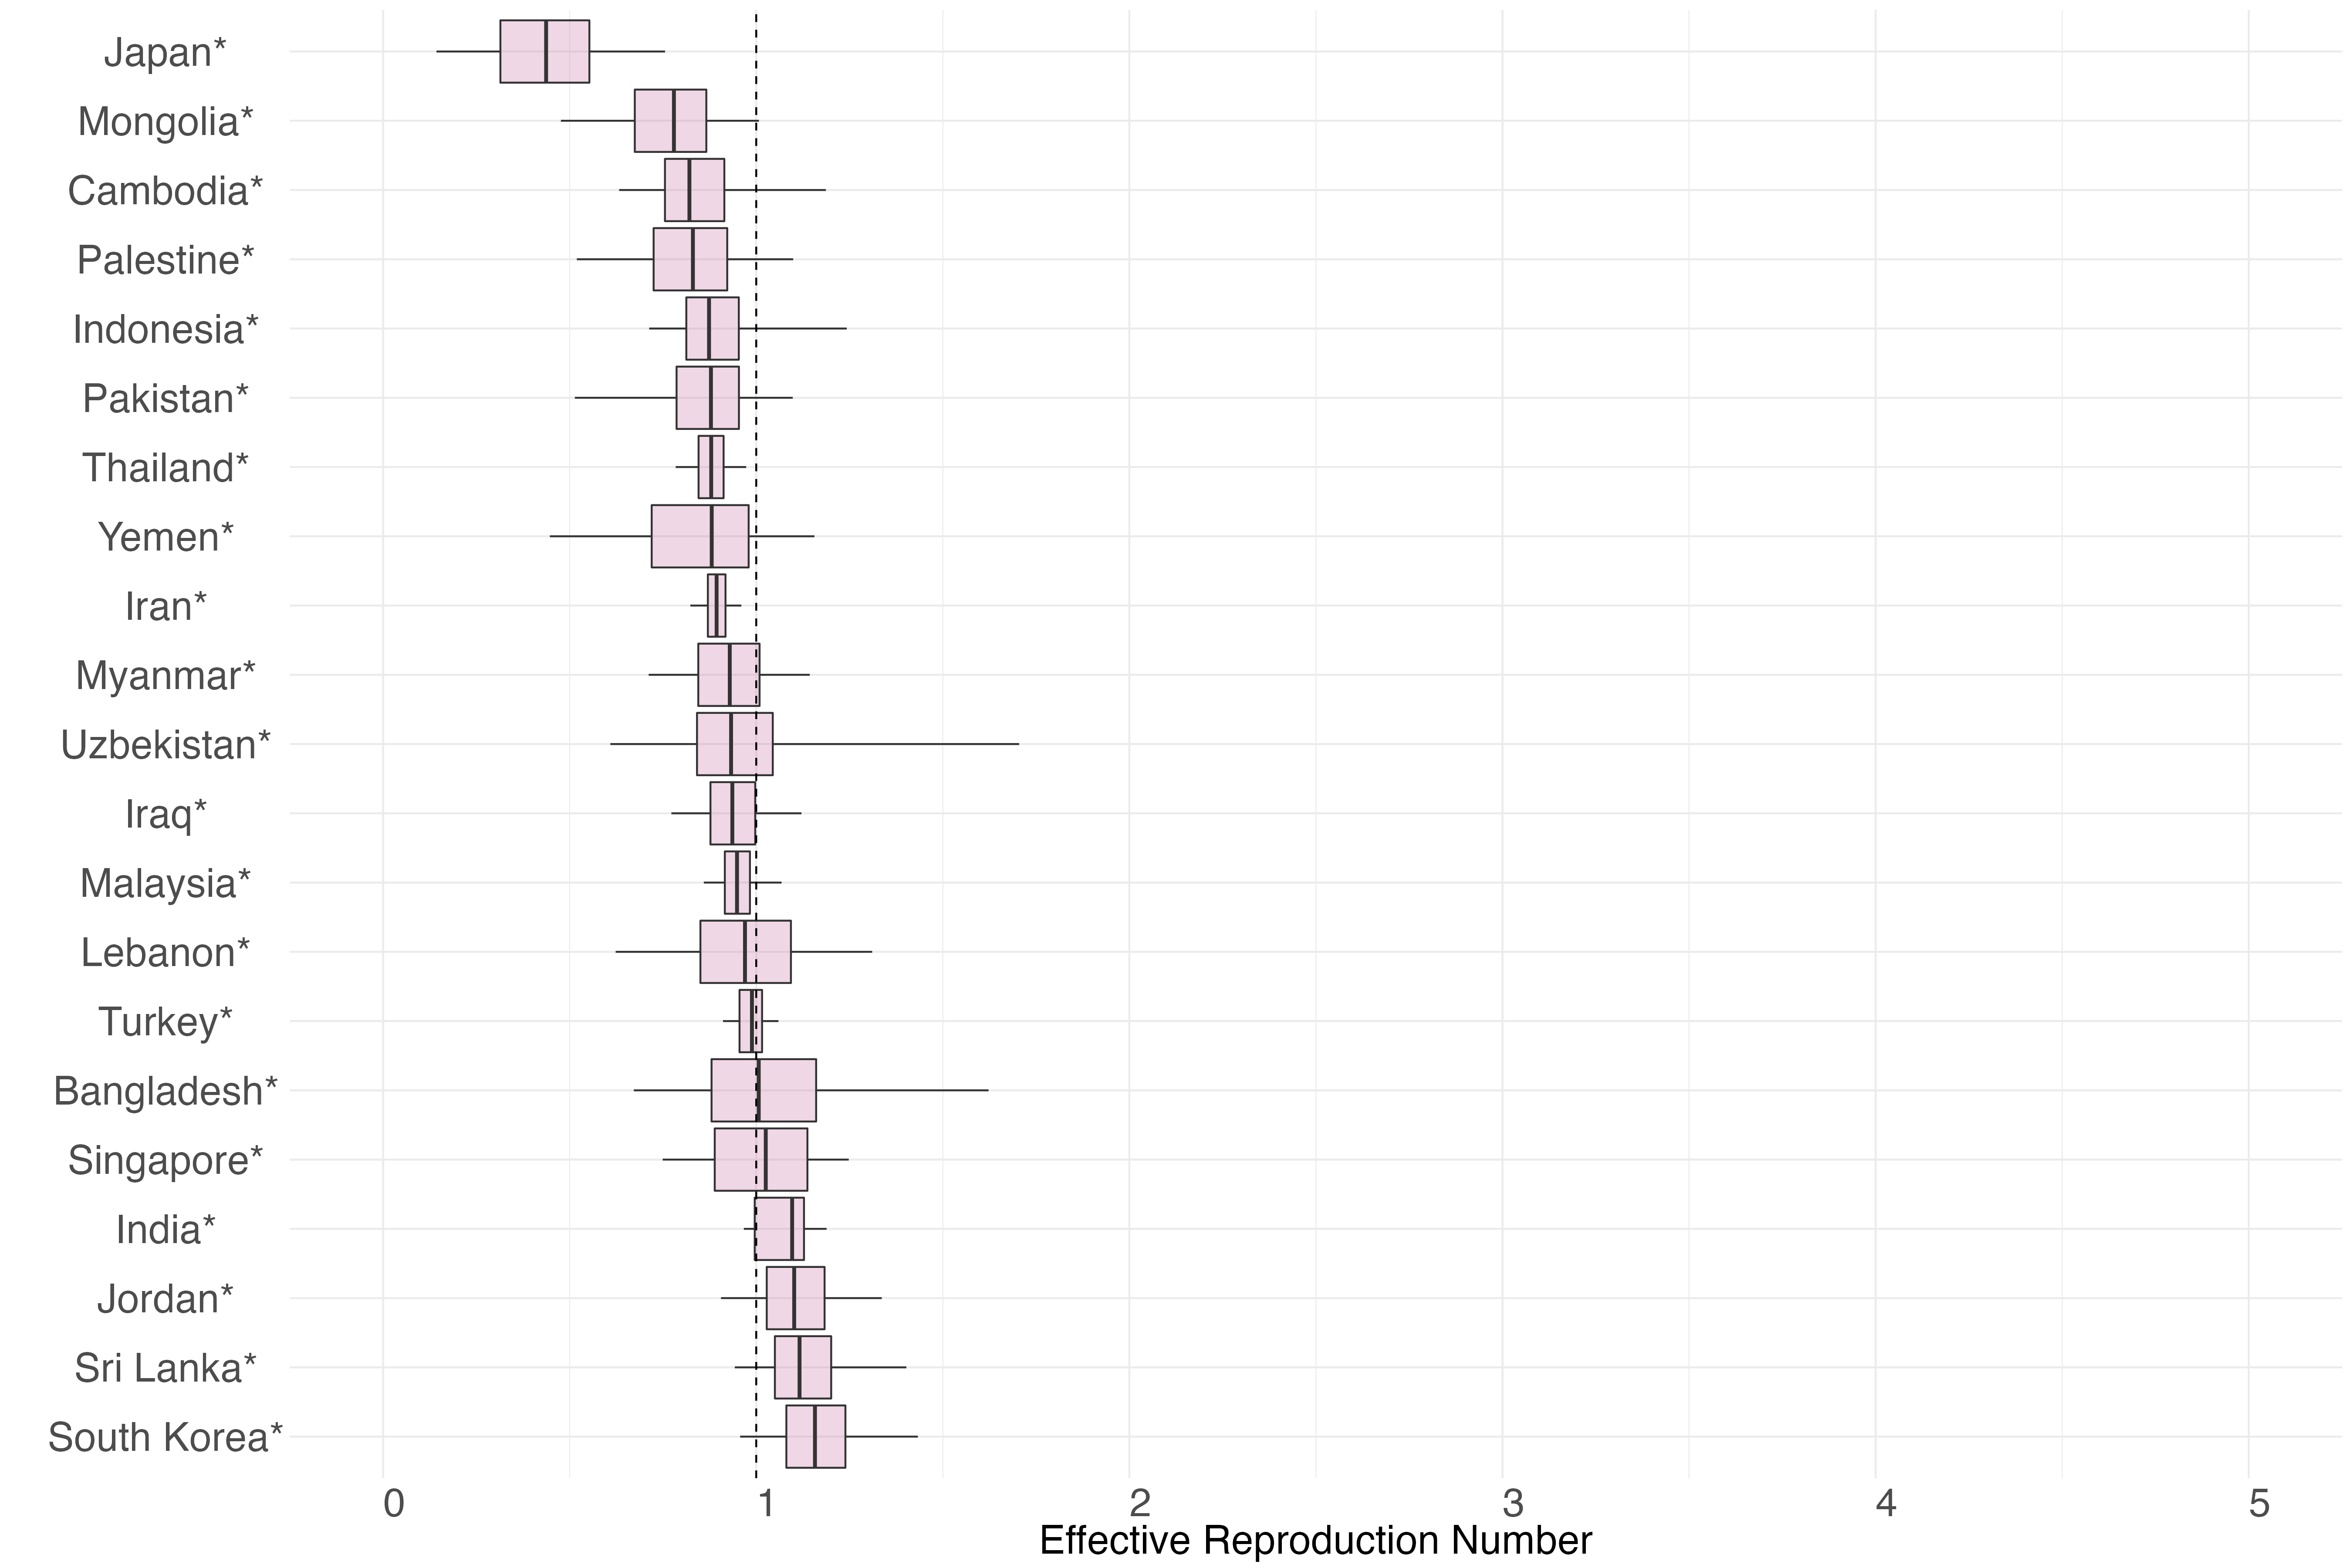 Japan*
Mongolia*
Cambodia*
Palestine*
Indonesia*
Pakistan*
Thailand*
Yemen*
Iran*
Myanmar*
Uzbekistan*
Iraq*
Malaysia*
Lebanon*
Turkey*
Bangladesh*
Singapore*
India*
Jordan*
Sri Lanka*
South Korea*
0 1 2 3 4 5
Effective Reproduction Number